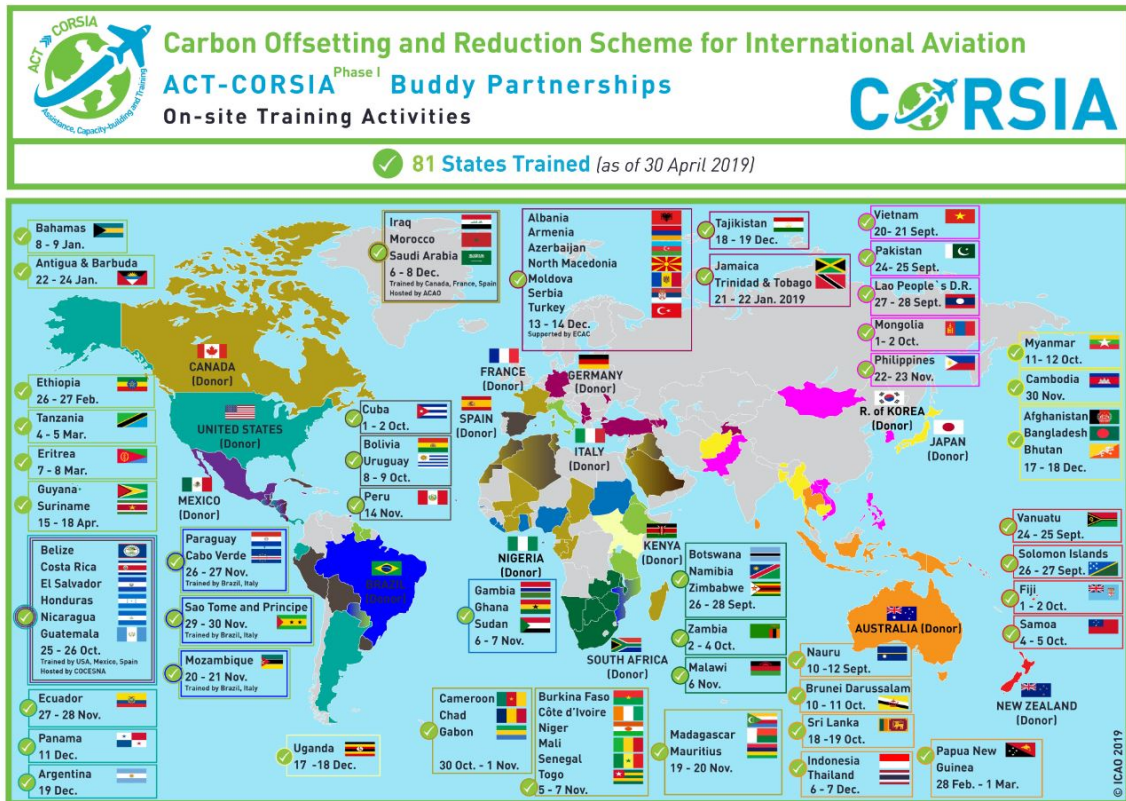 ACT >> CORSIA
Assistance, Capacity-building and Training
Carbon Offsetting and Reduction Scheme for International Aviation
ACT-CORSIA Phase I Buddy Partnerships
On-site Training Activities
CORSIA
81 States Trained (as of 30 April 2019)
Bahamas
8 - 9 Jan.
Antigua & Barbuda
22 - 24 Jan.
Iraq
Morocco
Saudi Arabia
6 - 8 Dec.
Trained by Canada, France, Spain
Hosted by ACAO
Albania
Armenia
Azerbaijan
North Macedonia
Moldova
Serbia
Turkey
13 - 14 Dec.
Supported by ECAC
Tajikistan
18 - 19 Dec.
Jamaica
Trinidad & Tobago
21 - 22 Jan. 2019
Vietnam
20- 21 Sept.
Pakistan
24- 25 Sept.
Lao People`s D.R.
27 - 28 Sept.
Mongolia
1- 2 Oct.
Philippines
22- 23 Nov.
Myanmar
11- 12 Oct.
Cambodia
30 Nov.
Afghanistan
Bangladesh
Bhutan
17 - 18 Dec.
CANADA
(Donor)
UNITED STATES
(Donor)
MEXICO
(Donor)
FRANCE
(Donor)
GERMANY
(Donor)
SPAIN
(Donor)
ITALY
(Donor)
R. of KOREA
(Donor)
JAPAN
(Donor)
Ethiopia
26 - 27 Feb.
Tanzania
4 - 5 Mar.
Eritrea
7 - 8 Mar.
Guyana
Suriname
15 - 18 Apr.
Cuba
1 - 2 Oct.
Bolivia
Uruguay
8 - 9 Oct.
Peru
14 Nov.
Belize
Costa Rica
El Salvador
Honduras
Nicaragua
Guatemala
25 - 26 Oct.
Trained by USA, Mexico, Spain
Hosted by COCESNA
Paraguay
Cabo Verde
26 - 27 Nov.
Trained by Brazil, Italy
Sao Tome and Principe
29 - 30 Nov.
Trained by Brazil, Italy
Mozambique
20 - 21 Nov.
Trained by Brazil, Italy
BRAZIL
(Donor)
NIGERIA
(Donor)
KENYA
(Donor)
Gambia
Ghana
Sudan
6 - 7 Nov.
Botswana
Namibia
Zimbabwe
26 - 28 Sept.
Zambia
2 - 4 Oct.
Malawi
6 Nov.
SOUTH AFRICA
(Donor)
Vanuatu
24 - 25 Sept.
Solomon Islands
26 - 27 Sept.
Fiji
1 - 2 Oct.
Samoa
4 - 5 Oct.
AUSTRALIA (Donor)
NEW ZEALAND
(Donor)
Nauru
10 -12 Sept.
Brunei Darussalam
10 - 11 Oct.
Sri Lanka
18 -19 Oct.
Indonesia
Thailand
6 - 7 Dec.
Papua New
Guinea
28 Feb. - 1 Mar.
Ecuador
27 - 28 Nov.
Panama
11 Dec.
Argentina
19 Dec.
Uganda
17 -18 Dec.
Cameroon
Chad
Gabon
30 Oct. - 1 Nov.
Burkina Faso
Côte d'Ivoire
Niger
Mali
Senegal
Togo
5 - 7 Nov.
Madagascar
Mauritius
19 - 20 Nov.
© ICAO 2019